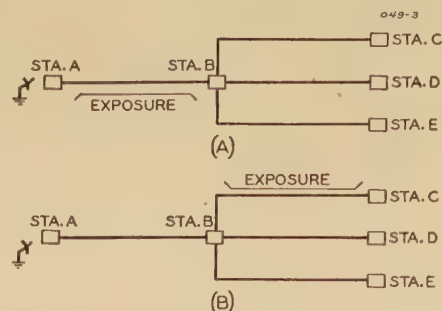 049-3
STA. C
STA. A STA. B
STA. D
EXPOSURE
STA. E
(A)
EXPOSURE
STA. C
STA. A STA. B
STA. D
STA. E
(B)